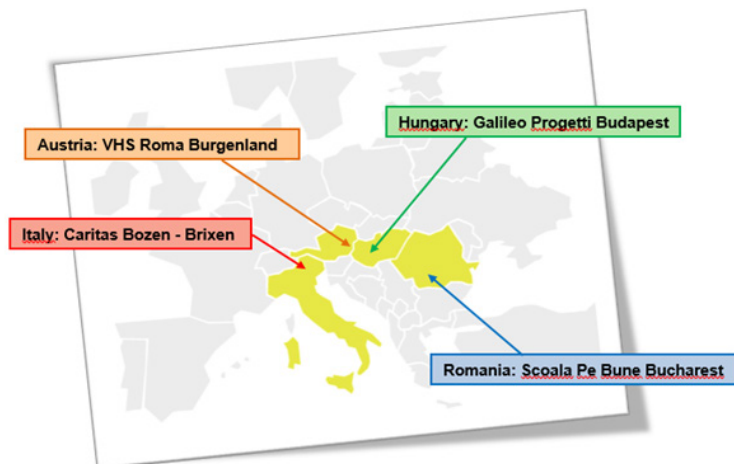 Hungary: Galileo Progetti Budapest
Austria: VHS Roma Burgenland
Italy: Caritas Bozen - Brixen
Romania: Scoala Pe Bune Bucharest